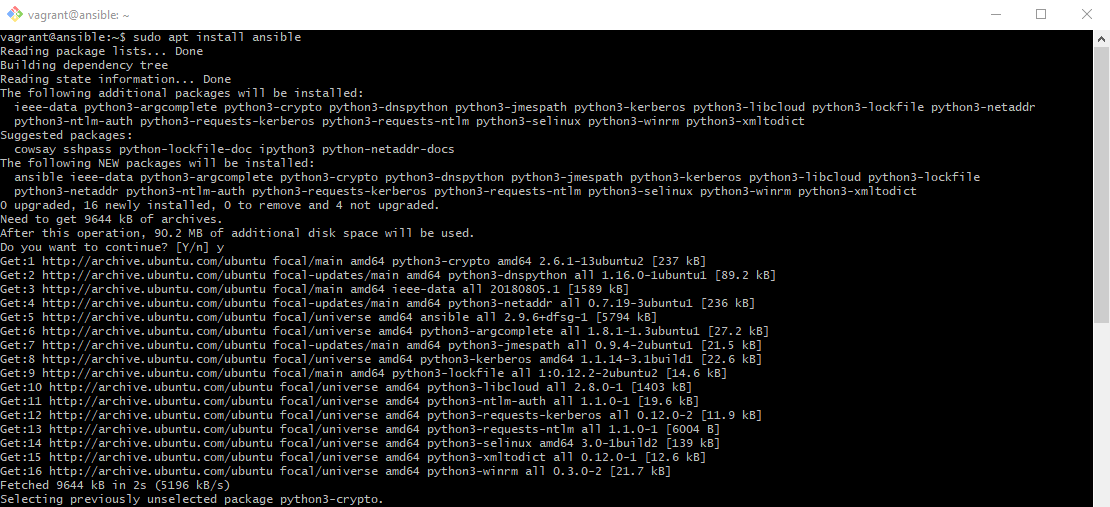 vagrant@ansible: ~
vagrant@ansible:~$ sudo apt install ansible
Reading package lists... Done
Building dependency tree
Reading state information... Done
The following additional packages will be installed:
  ieee-data python3-argcomplete python3-crypto python3-dnspython python3-jmespath python3-kerberos python3-libcloud python3-lockfile python3-netaddr
  python3-ntlm-auth python3-requests-kerberos python3-requests-ntlm python3-selinux python3-winrm python3-xmltodict
Suggested packages:
  cowsay sshpass python-lockfile-doc ipython3 python-netaddr-docs
The following NEW packages will be installed:
  ansible ieee-data python3-argcomplete python3-crypto python3-dnspython python3-jmespath python3-kerberos python3-libcloud python3-lockfile
  python3-netaddr python3-ntlm-auth python3-requests-kerberos python3-requests-ntlm python3-selinux python3-winrm python3-xmltodict
0 upgraded, 16 newly installed, 0 to remove and 4 not upgraded.
Need to get 9644 kB of archives.
After this operation, 90.2 MB of additional disk space will be used.
Do you want to continue? [Y/n] y
Get:1 http://archive.ubuntu.com/ubuntu focal/main amd64 python3-crypto amd64 2.6.1-13ubuntu2 [237 kB]
Get:2 http://archive.ubuntu.com/ubuntu focal-updates/main amd64 python3-dnspython all 1.16.0-1ubuntu1 [89.2 kB]
Get:3 http://archive.ubuntu.com/ubuntu focal/main amd64 ieee-data all 20180805.1 [1589 kB]
Get:4 http://archive.ubuntu.com/ubuntu focal-updates/main amd64 python3-netaddr all 0.7.19-3ubuntu1 [236 kB]
Get:5 http://archive.ubuntu.com/ubuntu focal/universe amd64 ansible all 2.9.6+dfsg-1 [5794 kB]
Get:6 http://archive.ubuntu.com/ubuntu focal/universe amd64 python3-argcomplete all 1.8.1-1.3ubuntu1 [27.2 kB]
Get:7 http://archive.ubuntu.com/ubuntu focal-updates/main amd64 python3-jmespath all 0.9.4-2ubuntu1 [21.5 kB]
Get:8 http://archive.ubuntu.com/ubuntu focal/universe amd64 python3-kerberos amd64 1.1.14-3.1build1 [22.6 kB]
Get:9 http://archive.ubuntu.com/ubuntu focal/main amd64 python3-lockfile all 1:0.12.2-2ubuntu2 [14.6 kB]
Get:10 http://archive.ubuntu.com/ubuntu focal/universe amd64 python3-libcloud all 2.8.0-1 [1403 kB]
Get:11 http://archive.ubuntu.com/ubuntu focal/universe amd64 python3-ntlm-auth all 1.1.0-1 [19.6 kB]
Get:12 http://archive.ubuntu.com/ubuntu focal/universe amd64 python3-requests-kerberos all 0.12.0-2 [11.9 kB]
Get:13 http://archive.ubuntu.com/ubuntu focal/universe amd64 python3-requests-ntlm all 1.1.0-1 [6004 B]
Get:14 http://archive.ubuntu.com/ubuntu focal/universe amd64 python3-selinux amd64 3.0-1build2 [139 kB]
Get:15 http://archive.ubuntu.com/ubuntu focal/universe amd64 python3-xmltodict all 0.12.0-1 [12.6 kB]
Get:16 http://archive.ubuntu.com/ubuntu focal/universe amd64 python3-winrm all 0.3.0-2 [21.7 kB]
Fetched 9644 kB in 2s (5196 kB/s)
Selecting previously unselected package python3-crypto.